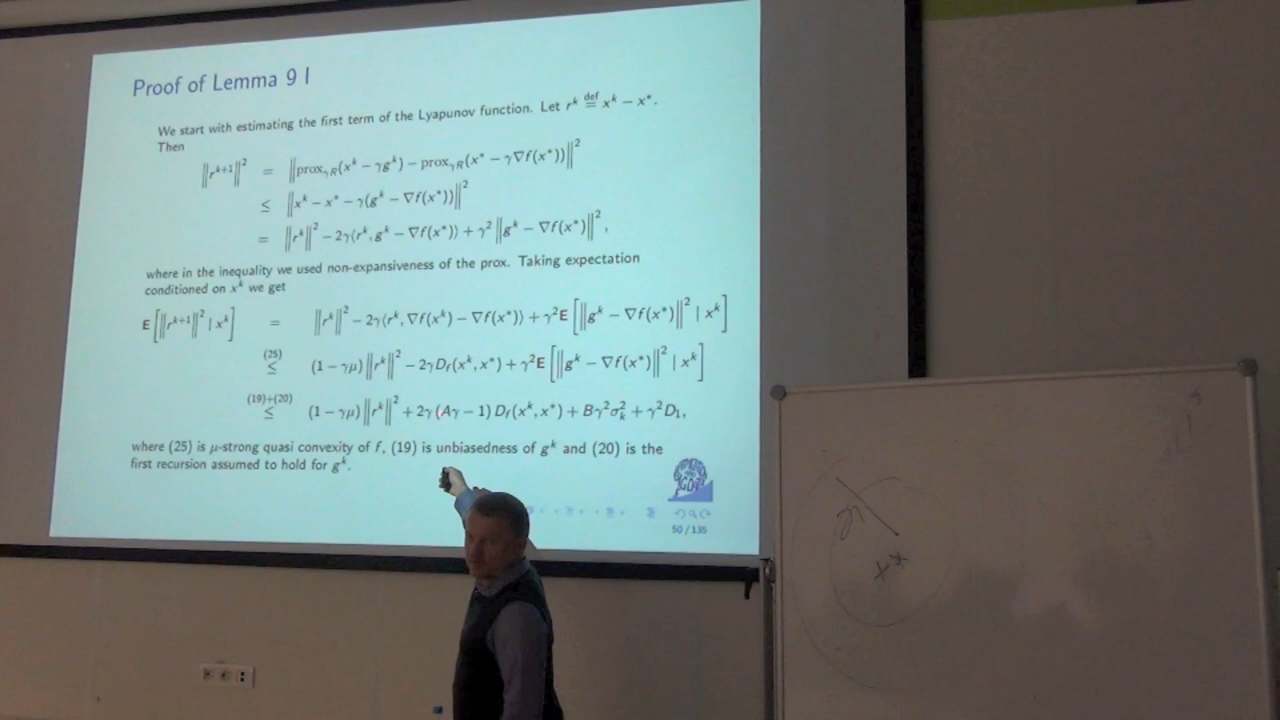 Proof of Lemma 9 I
We start with estimating the first term of the Lyapunov function. Let r^k ≝ x^k − x*.
Then
‖r^{k+1}‖² = ‖prox_{γR}(x^k − γg^k) − prox_{γR}(x* − γ∇f(x*))‖²
≤ ‖x^k − x* − γ(g^k − ∇f(x*))‖²
= ‖r^k‖² − 2γ⟨r^k, g^k − ∇f(x*)⟩ + γ² ‖g^k − ∇f(x*)‖²,
where in the inequality we used non-expansiveness of the prox. Taking expectation
conditioned on x^k we get
E[‖r^{k+1}‖² | x^k] = ‖r^k‖² − 2γ⟨r^k, ∇f(x^k) − ∇f(x*)⟩ + γ²E[‖g^k − ∇f(x*)‖² | x^k]
(25)
≤ (1 − γμ)‖r^k‖² − 2γD_f(x^k, x*) + γ²E[‖g^k − ∇f(x*)‖² | x^k]
(19)+(20)
≤ (1 − γμ)‖r^k‖² + 2γ(Aγ − 1) D_f(x^k, x*) + Bγ²σ_k² + γ²D₁,
where (25) is μ-strong quasi convexity of f, (19) is unbiasedness of g^k and (20) is the
first recursion assumed to hold for g^k.
50 / 135
x*